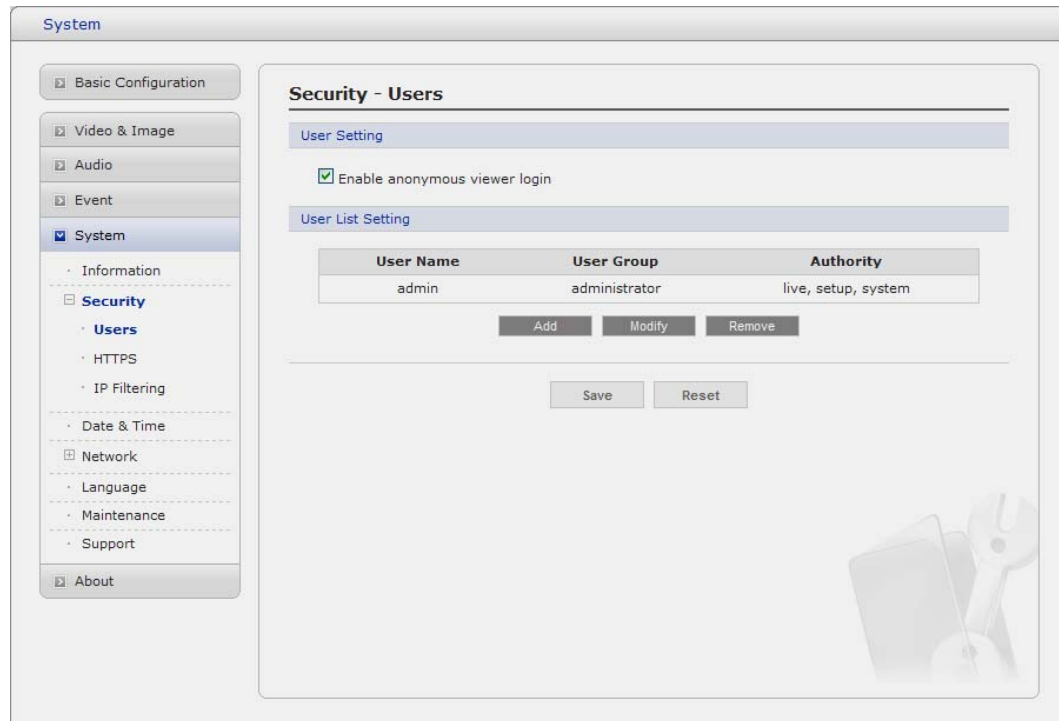 System
Basic Configuration
Video & Image
Audio
Event
System
Information
Security
Users
HTTPS
IP Filtering
Date & Time
Network
Language
Maintenance
Support
About
Security - Users
User Setting
Enable anonymous viewer login
User List Setting
User Name User Group Authority
admin administrator live, setup, system
Add Modify Remove
Save Reset